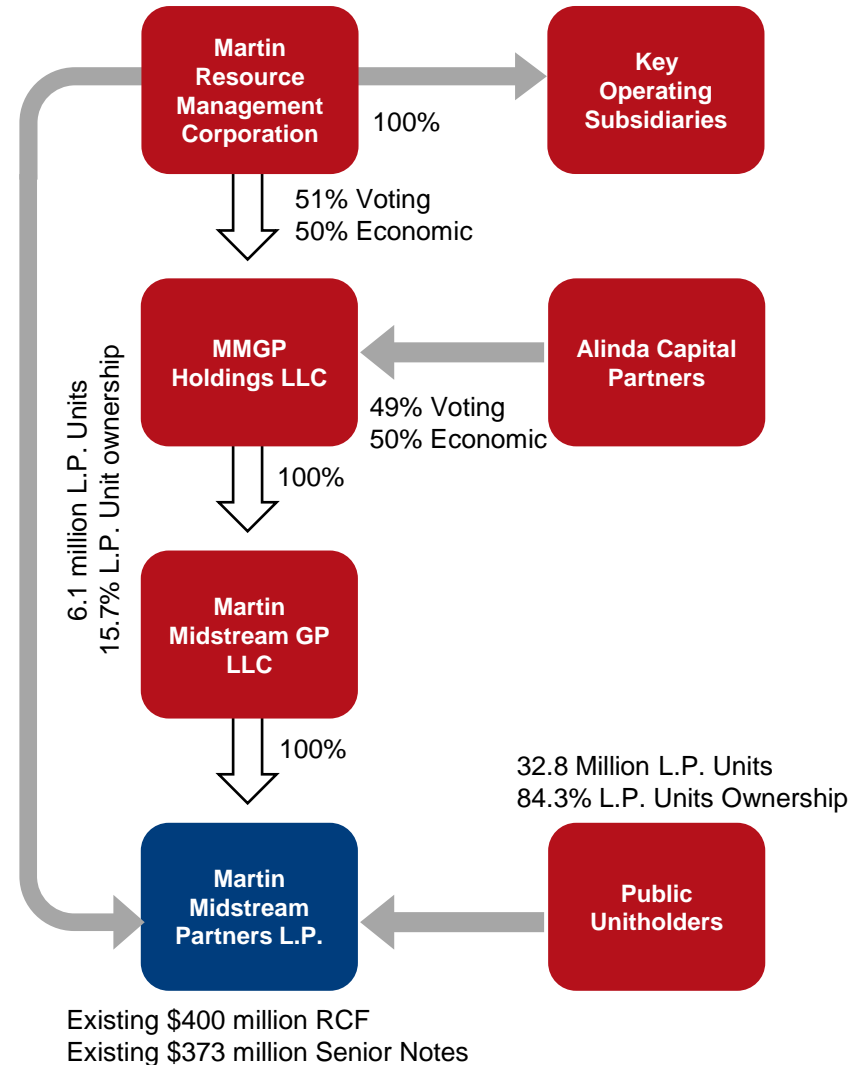 Martin
Resource
Management
Corporation
100%
Key
Operating
Subsidiaries
51% Voting
50% Economic
MMGP
Holdings LLC
Alinda Capital
Partners
49% Voting
50% Economic
6.1 million L.P. Units
15.7% L.P. Unit ownership
100%
Martin
Midstream GP
LLC
100%
32.8 Million L.P. Units
84.3% L.P. Units Ownership
Martin
Midstream
Partners L.P.
Public
Unitholders
Existing $400 million RCF
Existing $373 million Senior Notes